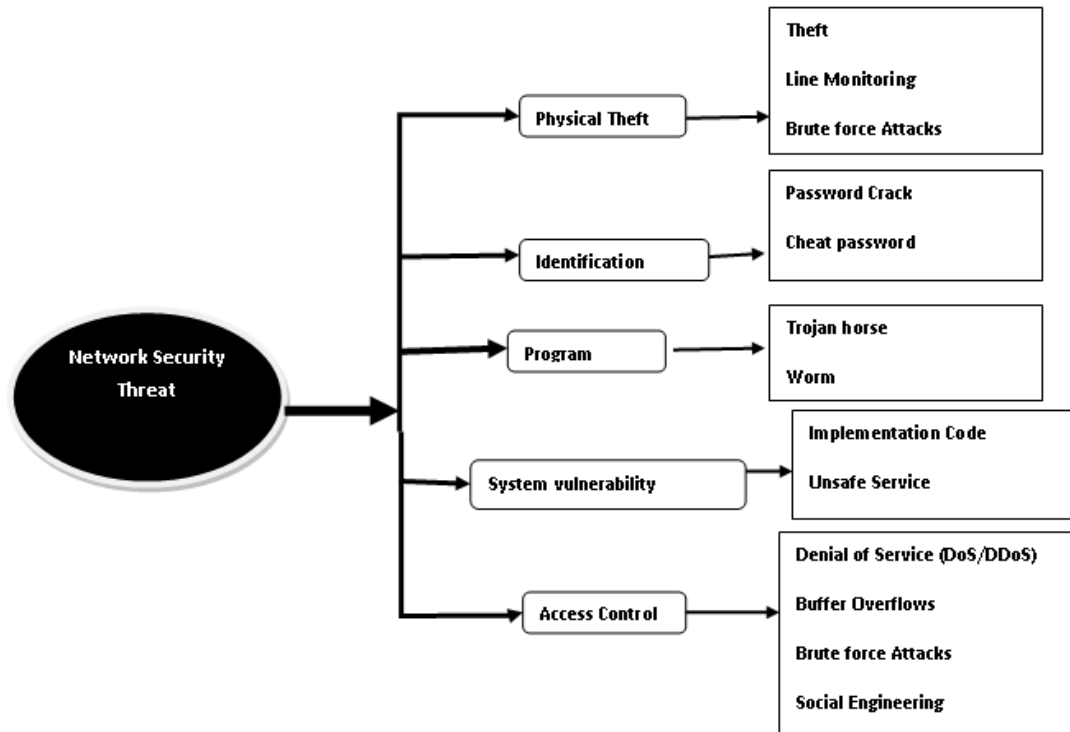 Network Security
Threat
Physical Theft
Theft
Line Monitoring
Brute force Attacks
Identification
Password Crack
Cheat password
Program
Trojan horse
Worm
System vulnerability
Implementation Code
Unsafe Service
Access Control
Denial of Service (DoS/DDoS)
Buffer Overflows
Brute force Attacks
Social Engineering